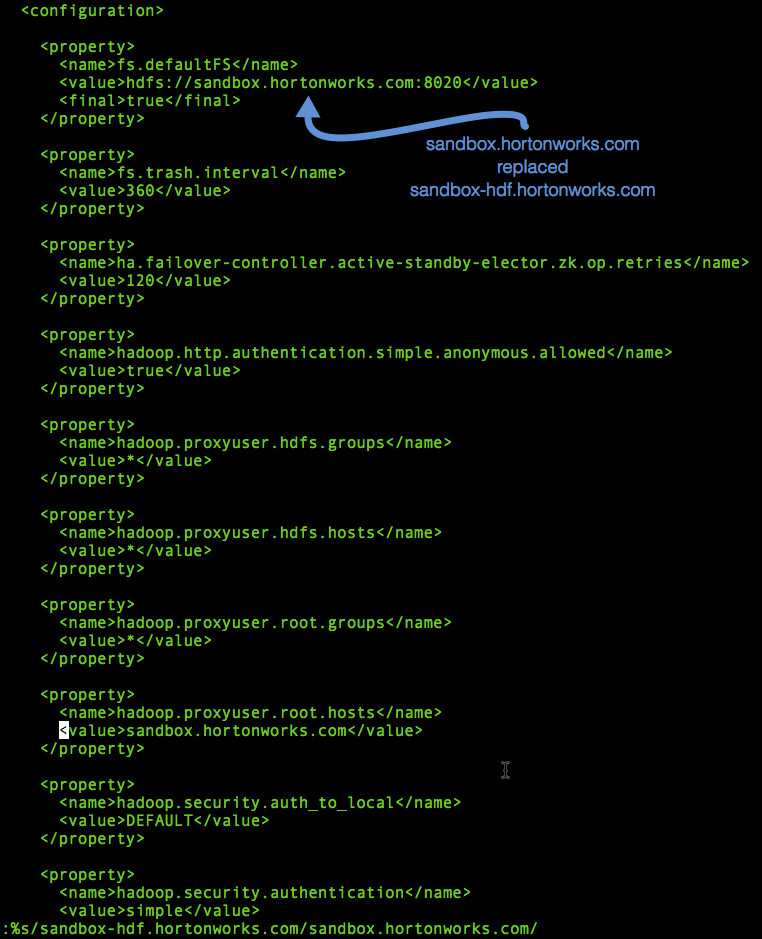 <configuration>
<property>
<name>fs.defaultFS</name>
<value>hdfs://sandbox.hortonworks.com:8020</value>
<final>true</final>
</property>
sandbox.hortonworks.com
replaced
sandbox-hdf.hortonworks.com
<property>
<name>fs.trash.interval</name>
<value>360</value>
</property>
<property>
<name>ha.failover-controller.active-standby-elector.zk.op.retries</name>
<value>120</value>
</property>
<property>
<name>hadoop.http.authentication.simple.anonymous.allowed</name>
<value>true</value>
</property>
<property>
<name>hadoop.proxyuser.hdfs.groups</name>
<value>*</value>
</property>
<property>
<name>hadoop.proxyuser.hdfs.hosts</name>
<value>*</value>
</property>
<property>
<name>hadoop.proxyuser.root.groups</name>
<value>*</value>
</property>
<property>
<name>hadoop.proxyuser.root.hosts</name>
<value>sandbox.hortonworks.com</value>
</property>
<property>
<name>hadoop.security.auth_to_local</name>
<value>DEFAULT</value>
</property>
<property>
<name>hadoop.security.authentication</name>
<value>simple</value>
:%s/sandbox-hdf.hortonworks.com/sandbox.hortonworks.com/